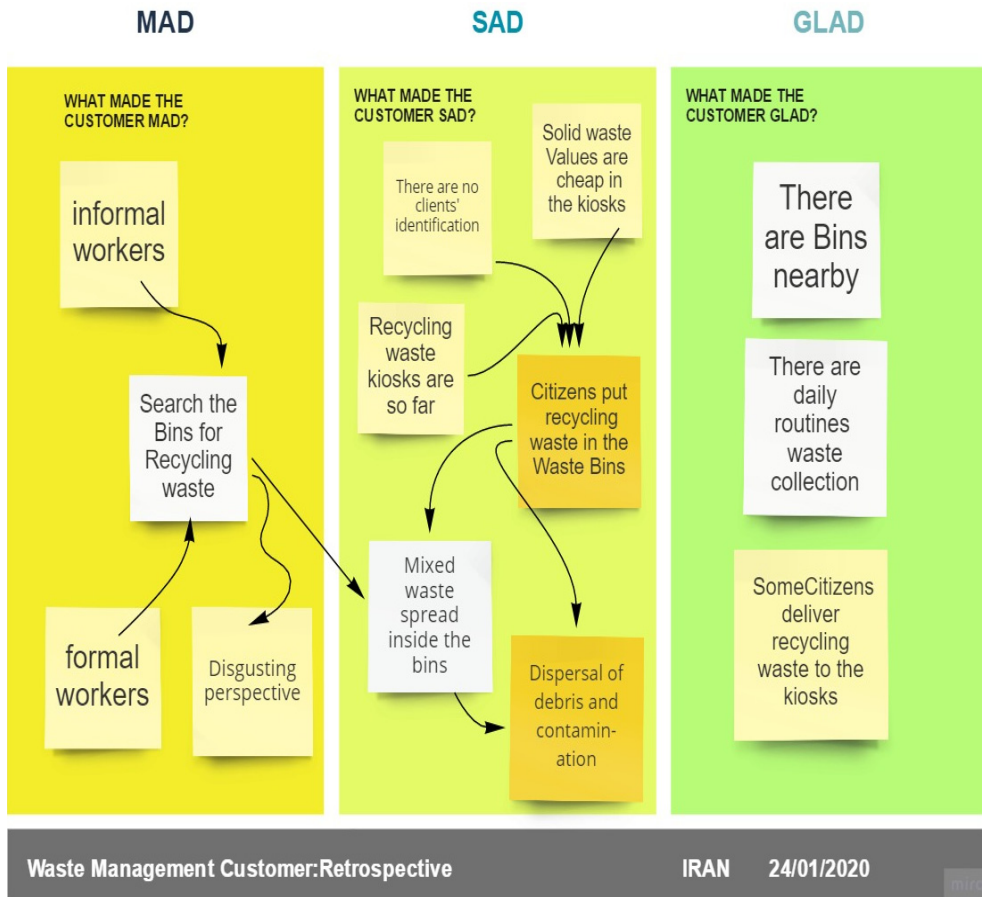 MAD
SAD
GLAD
WHAT MADE THE
CUSTOMER MAD?
informal
workers
Search the
Bins for
Recycling
waste
formal
workers
Disgusting
perspective
WHAT MADE THE
CUSTOMER SAD?
There are no
clients'
identification
Solid waste
Values are
cheap in
the kiosks
Recycling
waste
kiosks are
so far
Citizens put
recycling
waste in the
Waste Bins
Mixed
waste
spread
inside the
bins
Dispersal of
debris and
contamin-
ation
WHAT MADE THE
CUSTOMER GLAD?
There
are Bins
nearby
There are
daily
routines
waste
collection
SomeCitizens
deliver
recycling
waste to the
kiosks
Waste Management Customer:Retrospective
IRAN 24/01/2020
miro